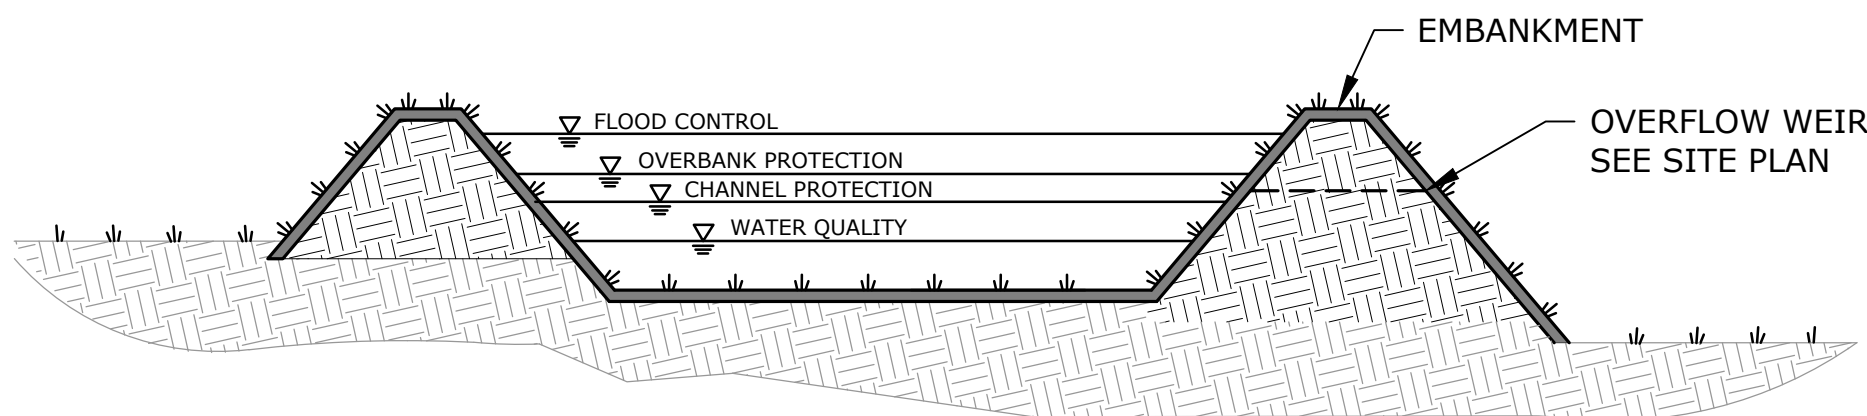 EMBANKMENT
OVERFLOW WEIR
SEE SITE PLAN
FLOOD CONTROL
OVERBANK PROTECTION
CHANNEL PROTECTION
WATER QUALITY